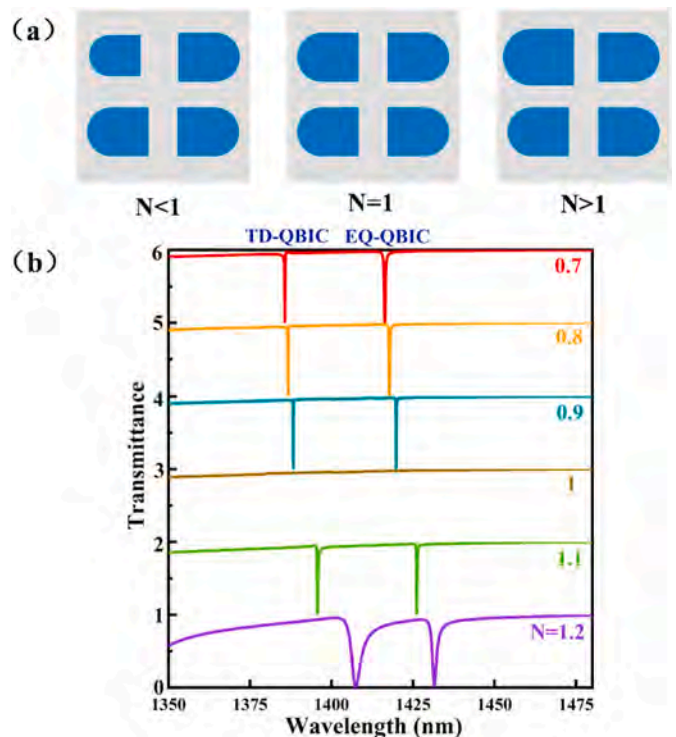 (a)
N<1 N=1 N>1
(b)
TD-QBIC EQ-QBIC
Transmittance
6
5
4
3
2
1
0
0.7
0.8
0.9
1
1.1
N=1.2
1350 1375 1400 1425 1450 1475
Wavelength (nm)